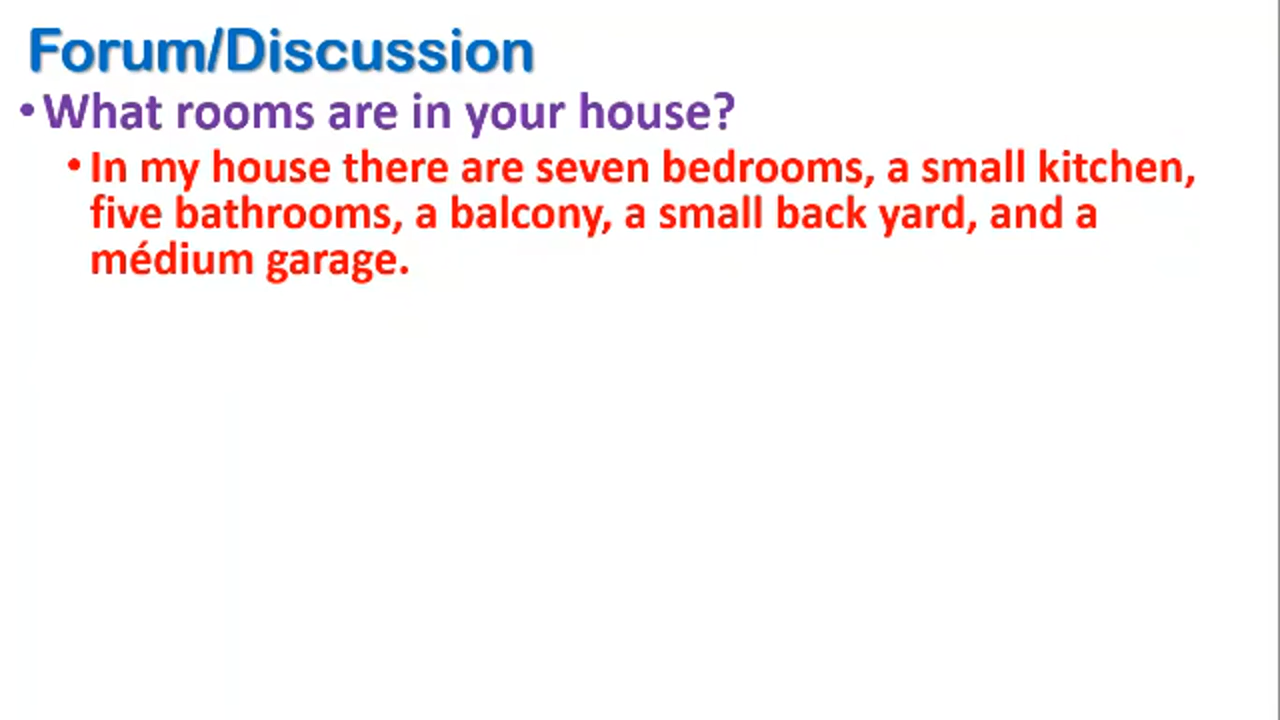 Forum/Discussion
•What rooms are in your house?
•In my house there are seven bedrooms, a small kitchen,
five bathrooms, a balcony, a small back yard, and a
médium garage.